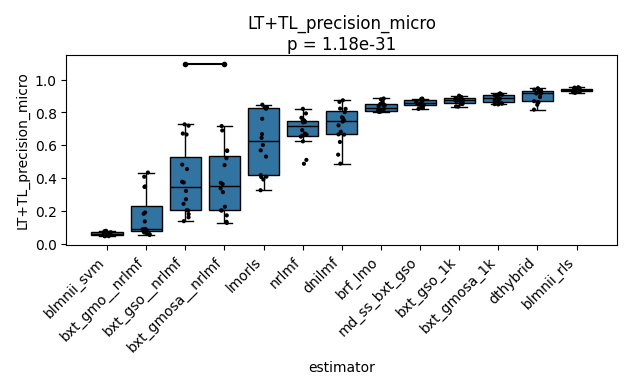 LT+TL_precision_micro
p = 1.18e-31
LT+TL_precision_micro
1.0
0.8
0.6
0.4
0.2
0.0
blmnii_svm
bxt_gmo__nrlmf
bxt_gso__nrlmf
bxt_gmosa__nrlmf
lmorls
nrlmf
dnilmf
brf_lmo
md_ss_bxt_gso
bxt_gso_1k
bxt_gmosa_1k
dthybrid
blmnii_rls
estimator